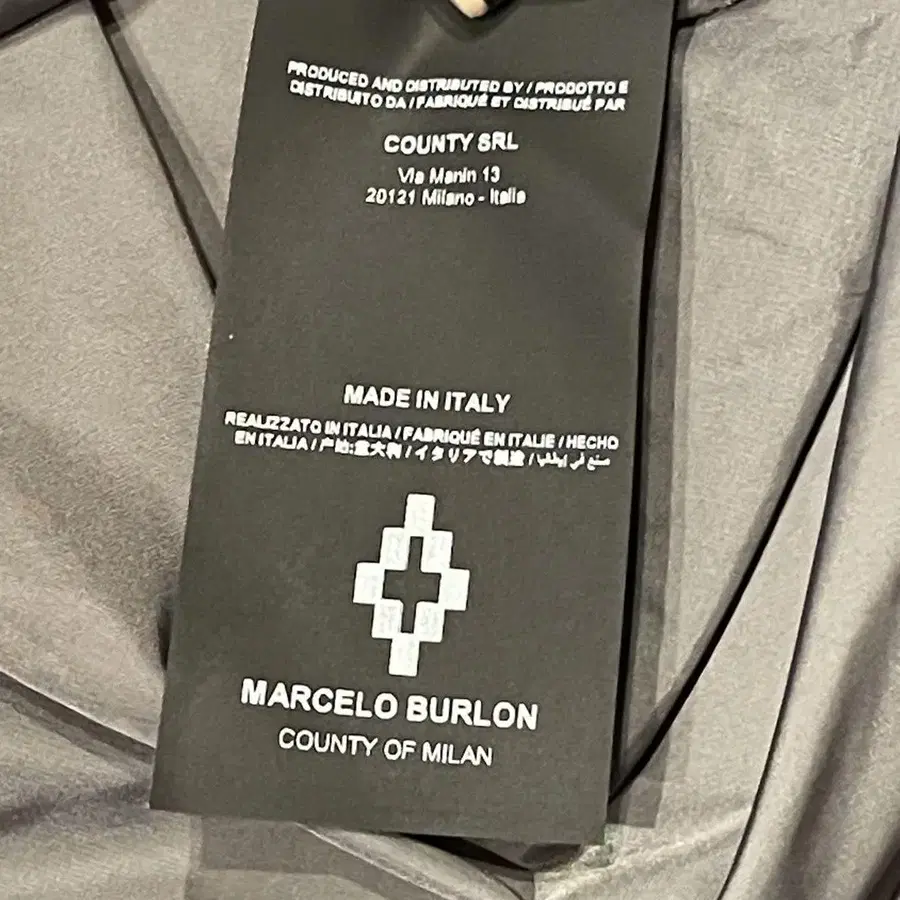 PRODUCED AND DISTRIBUTED BY / PRODOTTO E
DISTRIBUITO DA / FABRIQUÉ ET DISTRIBUÉ PAR
COUNTY SRL
Via Manin 13
20121 Milano - Italia
MADE IN ITALY
REALIZZATO IN ITALIA / FABRIQUÉ EN ITALIE / HECHO
EN ITALIA / 产地:意大利 / イタリアで製造 / صنع في إيطاليا
MARCELO BURLON
COUNTY OF MILAN